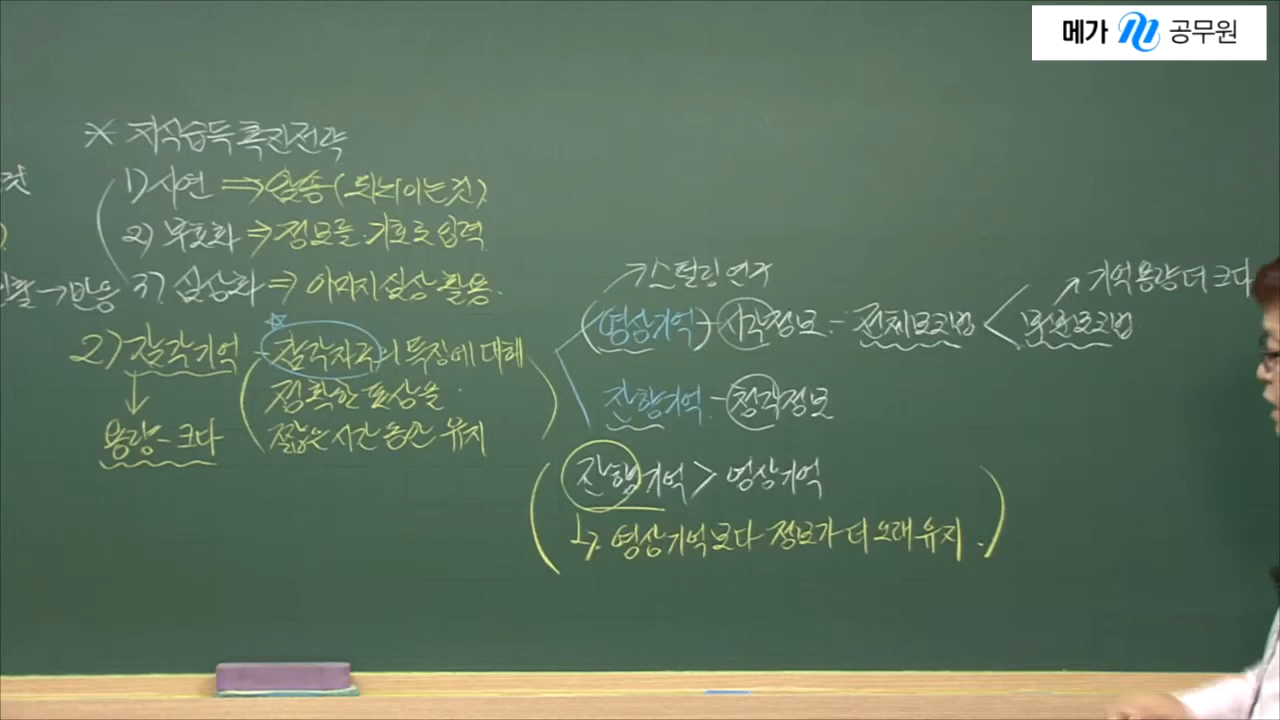 메가 공무원
※ 지식습득 촉진전략
1) 시연 ⇒ 암송 (되뇌이는 것)
2) 부호화 ⇒ 정보를 기호로 입력
3) 심상화 ⇒ 이미지 심상 활용.
것
→ 반응
2) 감각기억 - 감각자극의 특징에 대해
정확한 표상을
짧은 시간 동안 유지
용량 - 크다
스펄링 연구
영상기억 - 시각정보 - 전체보고법 < 부분보고법
기억용량 더 크다
잔향기억 - 청각정보
잔향기억 > 영상기억
↳ 영상기억보다 정보가 더 오래 유지.